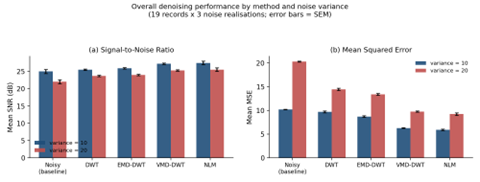 Overall denoising performance by method and noise variance
(19 records x 3 noise realisations; error bars = SEM)
(a) Signal-to-Noise Ratio
Mean SNR (dB)
25
20
15
10
5
0
variance = 10
variance = 20
Noisy
(baseline)
DWT
EMD-DWT
VMD-DWT
NLM
(b) Mean Squared Error
Mean MSE
20
15
10
5
0
variance = 10
variance = 20
Noisy
(baseline)
DWT
EMD-DWT
VMD-DWT
NLM